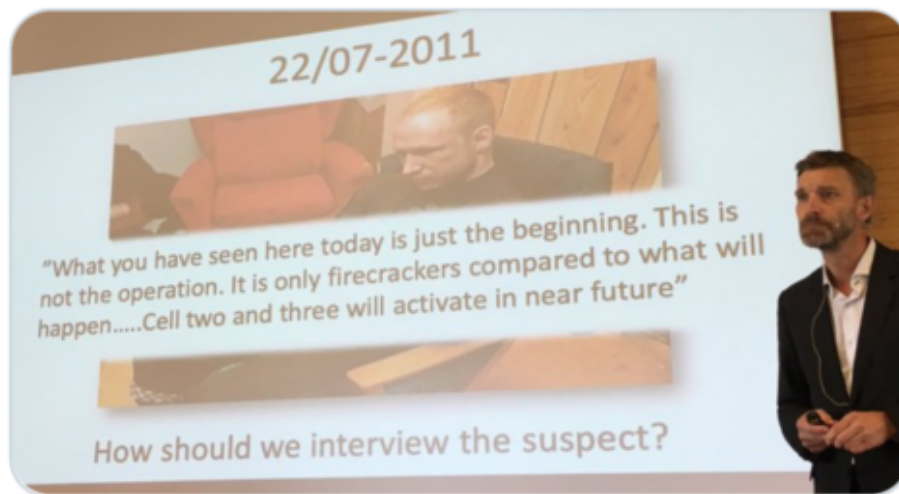 22/07-2011
"What you have seen here today is just the beginning. This is
not the operation. It is only firecrackers compared to what will
happen.....Cell two and three will activate in near future"
How should we interview the suspect?